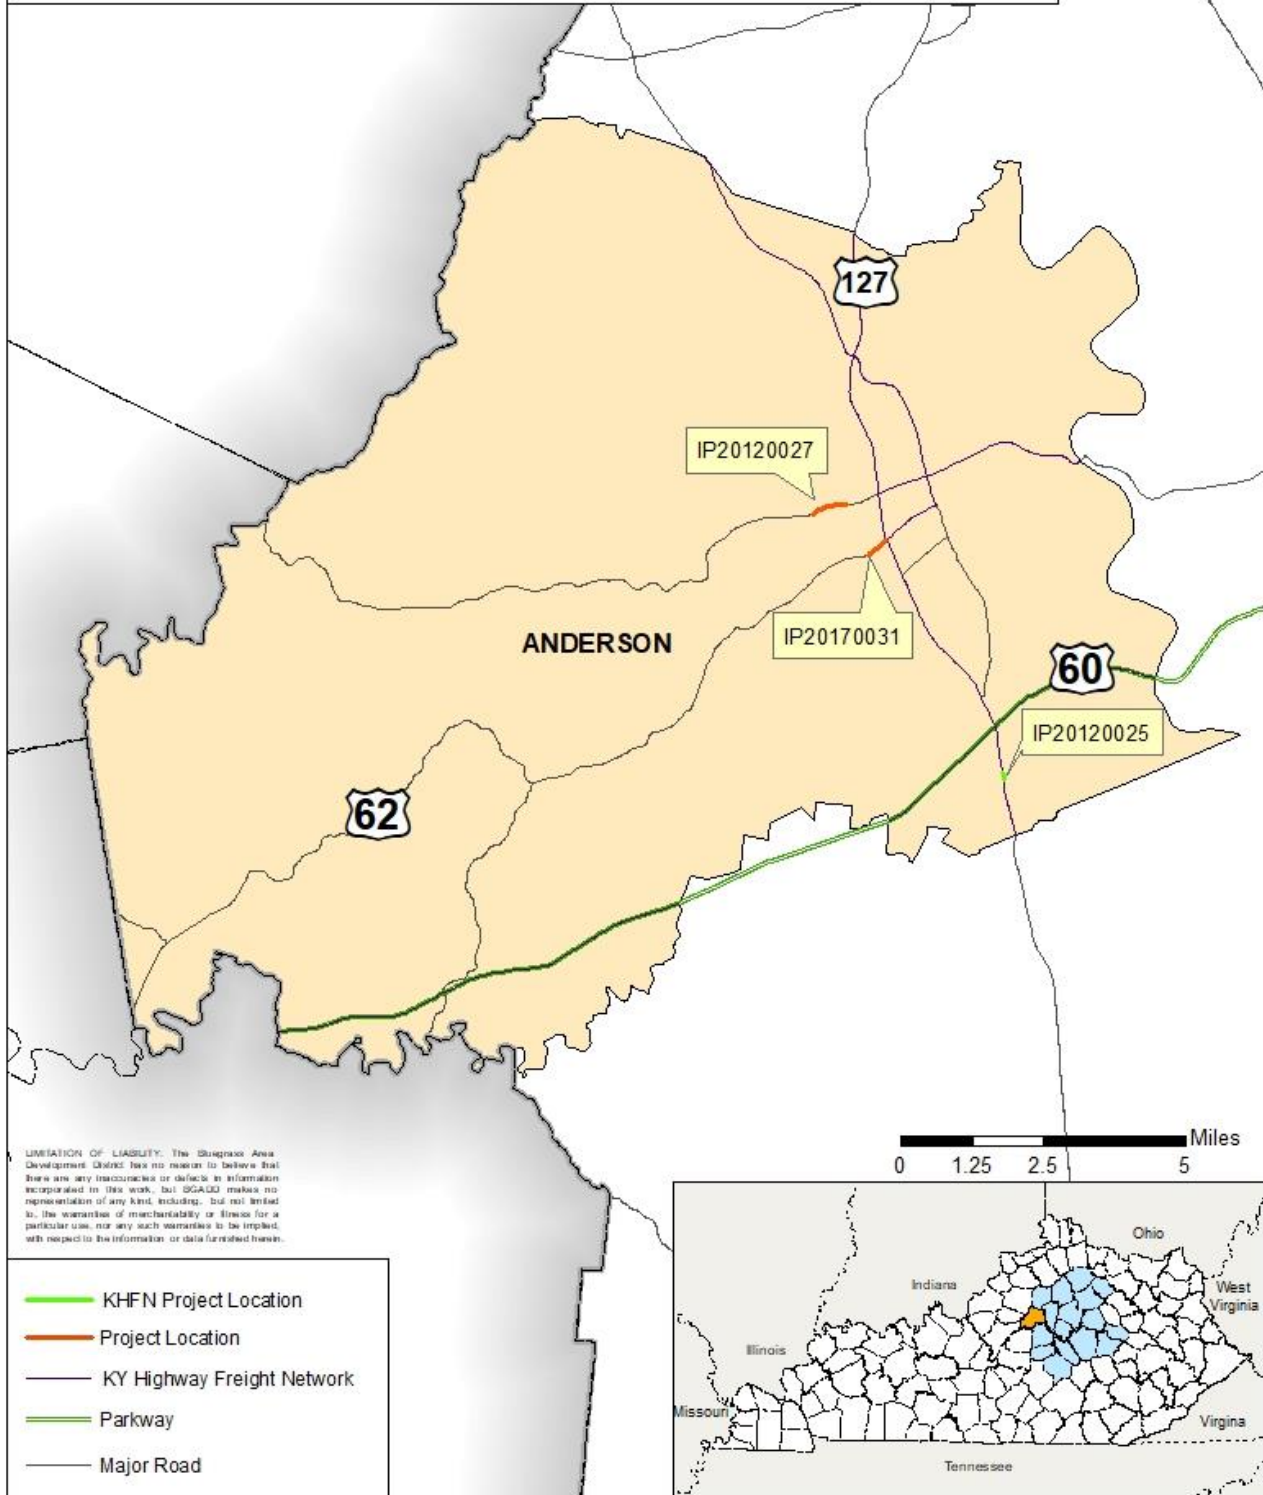 127
IP20120027
IP20170031
ANDERSON
60
IP20120025
62
Miles
0 1.25 2.5 5
LIMITATION OF LIABILITY: The Bluegrass Area
Development District has no reason to believe that
there are any inaccuracies or defects in information
incorporated in this work, but BGADD makes no
representation of any kind, including, but not limited
to, the warranties of merchantability or fitness for a
particular use, nor any such warranties to be implied,
with respect to the information or data furnished herein.
KHFN Project Location
Project Location
KY Highway Freight Network
Parkway
Major Road
Ohio
Indiana
West
Virginia
Illinois
Missouri
Virgina
Tennessee